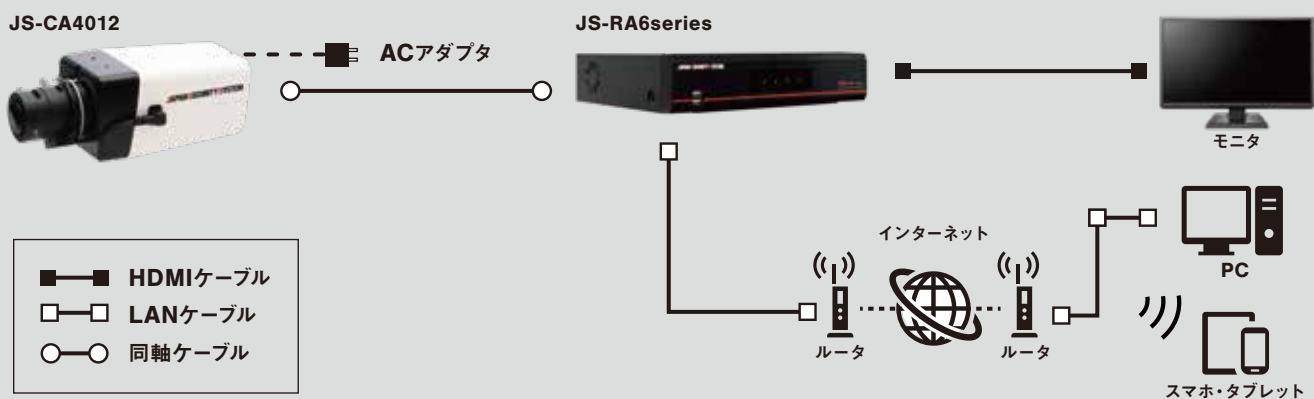 JS-CA4012
ACアダプタ
JS-RA6series
モニタ
インターネット
ルータ
ルータ
PC
スマホ・タブレット
HDMIケーブル
LANケーブル
同軸ケーブル